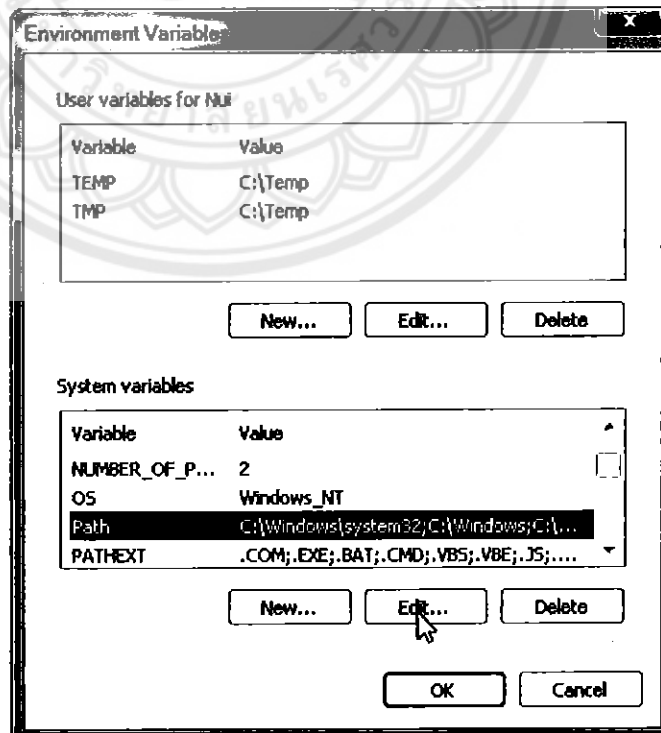 Environment Variable
x
User variables for Nui
Variable Value
TEMP C:\Temp
TMP C:\Temp
New... Edit... Delete
System variables
Variable Value
NUMBER_OF_P... 2
OS Windows_NT
Path C:\Windows\system32;C:\Windows;C:\...
PATHEXT .COM;.EXE;.BAT;.CMD;.VBS;.VBE;.JS;....
New... Edit... Delete
OK Cancel